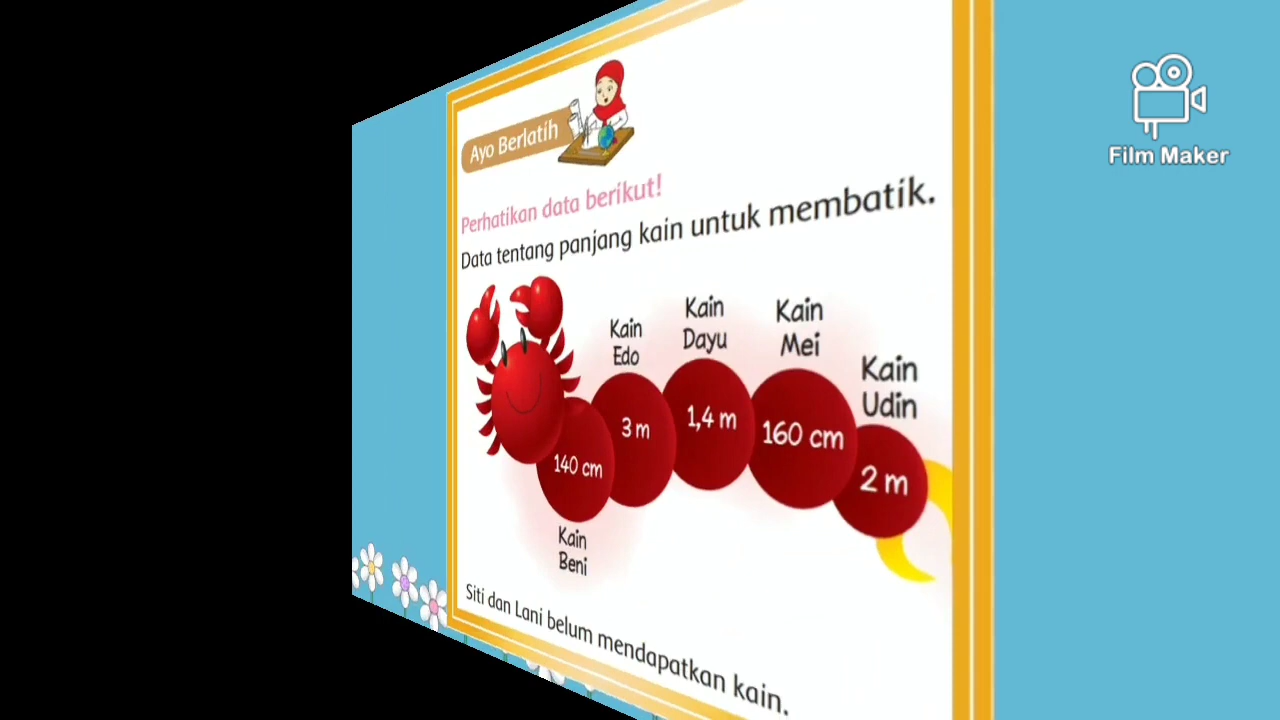 Film Maker
Ayo Berlatih
Perhatikan data berikut!
Data tentang panjang kain untuk membatik.
Kain
Beni
140 cm
Kain
Edo
3 m
Kain
Dayu
1,4 m
Kain
Mei
160 cm
Kain
Udin
2 m
Siti dan Lani belum mendapatkan kain.